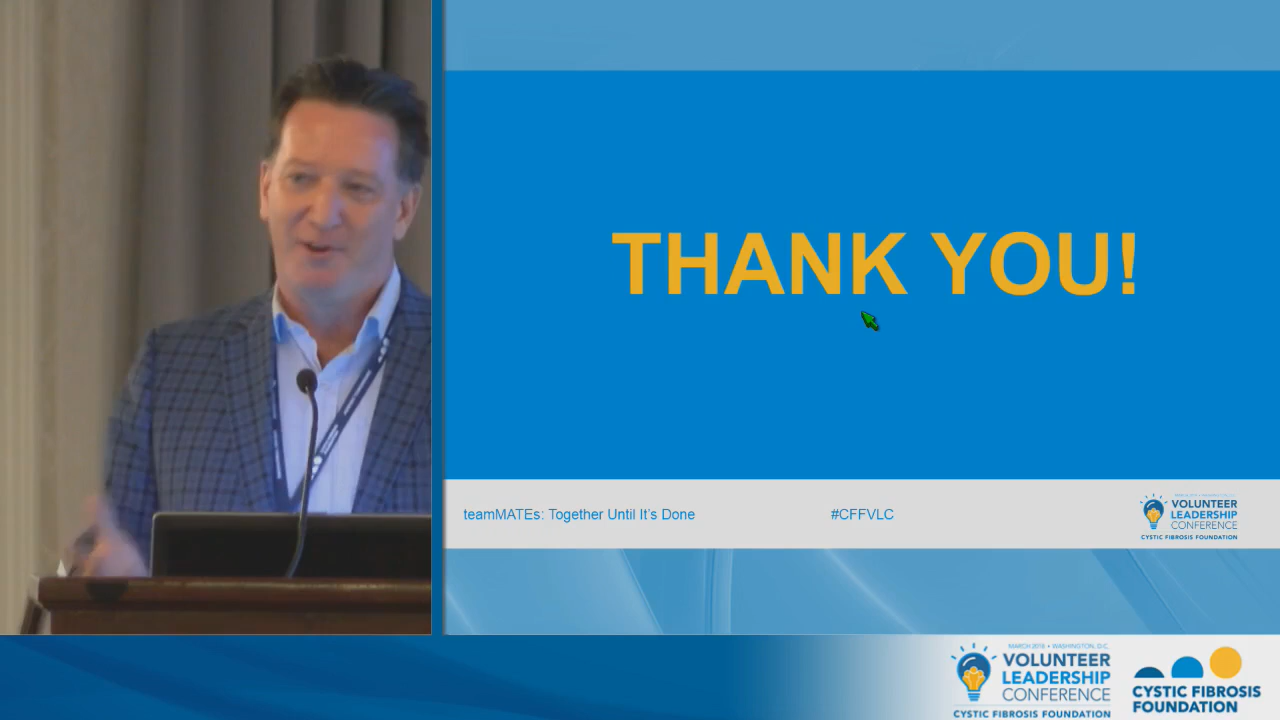 THANK YOU!
teamMATEs: Together Until It's Done
#CFFVLC
VOLUNTEER
LEADERSHIP
CONFERENCE
CYSTIC FIBROSIS FOUNDATION
WASHINGTON, D.C.
VOLUNTEER
LEADERSHIP
CONFERENCE
CYSTIC FIBROSIS FOUNDATION
CYSTIC FIBROSIS
FOUNDATION